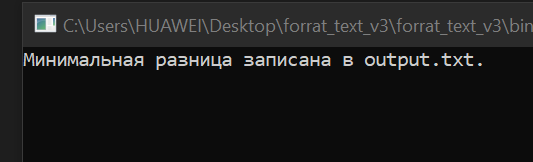 C:\Users\HUAWEI\Desktop\forrat_text_v3\forrat_text_v3\bin
Минимальная разница записана в output.txt.